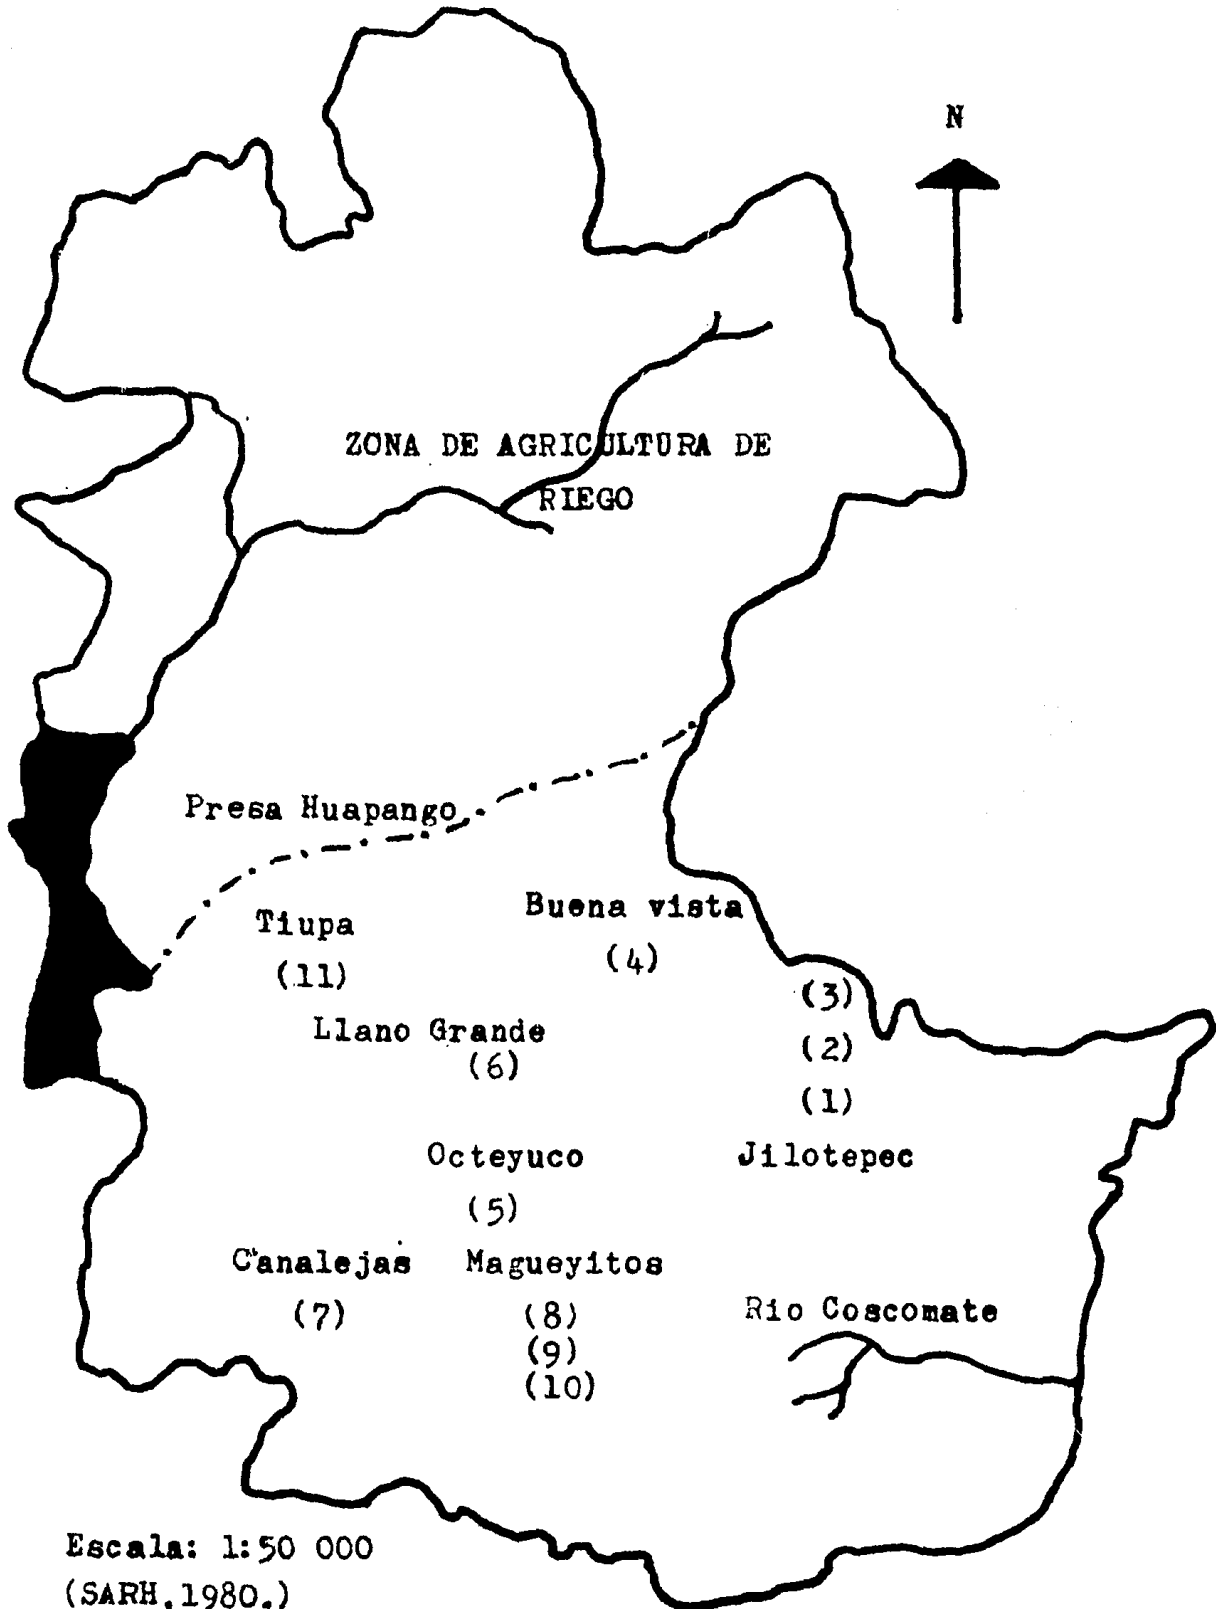 N
ZONA DE AGRICULTURA DE
RIEGO
Presa Huapango
Buena vista
Tiupa
(4)
(11)
(3)
Llano Grande
(2)
(6)
(1)
Octeyuco
Jilotepec
(5)
Canalejas
Magueyitos
(7)
(8)
(9)
(10)
Rio Coscomate
Escala: 1:50 000
(SARH.1980.)